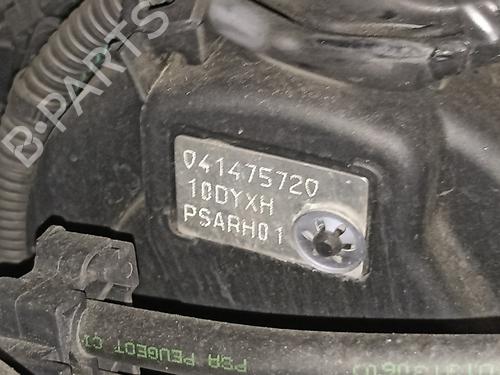 B-PARTS
041475720
10DYXH
PSARH01
PSA PEUGEOT CI